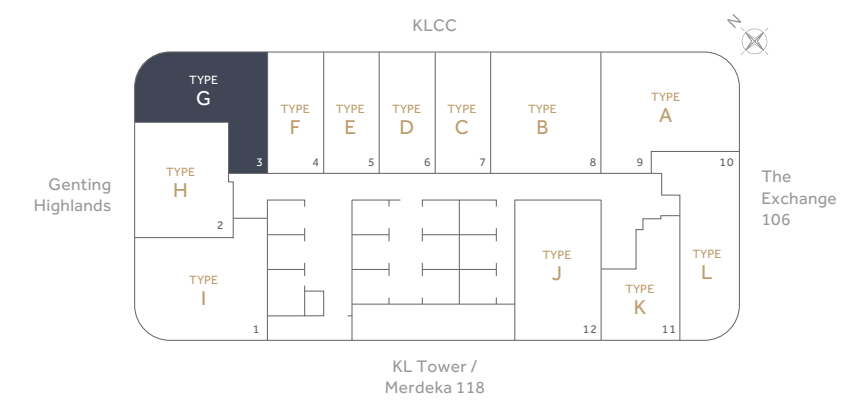 KLCC
N
TYPE
G
3
TYPE
F
4
TYPE
E
5
TYPE
D
6
TYPE
C
7
TYPE
B
8
TYPE
A
9
10
Genting
Highlands
TYPE
H
2
The
Exchange
106
TYPE
I
1
TYPE
J
12
TYPE
K
11
TYPE
L
KL Tower /
Merdeka 118